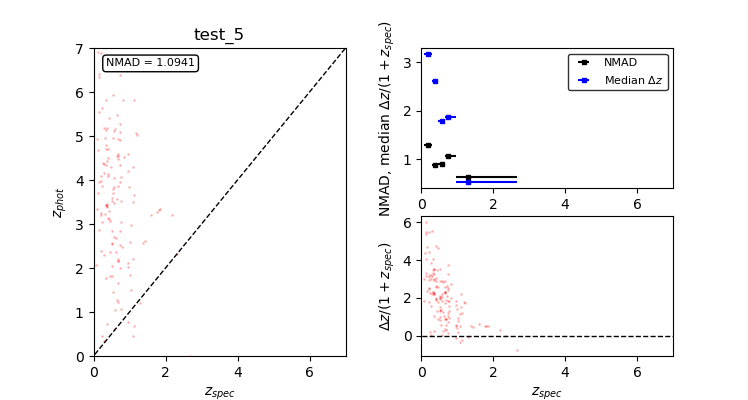 test_5
NMAD = 1.0941
7
6
5
4
3
2
1
0
z_phot
0 2 4 6
z_spec
NMAD, median Δz/(1 + z_spec)
3
2
1
NMAD
Median Δz
0 2 4 6
Δz/(1 + z_spec)
6
4
2
0
0 2 4 6
z_spec